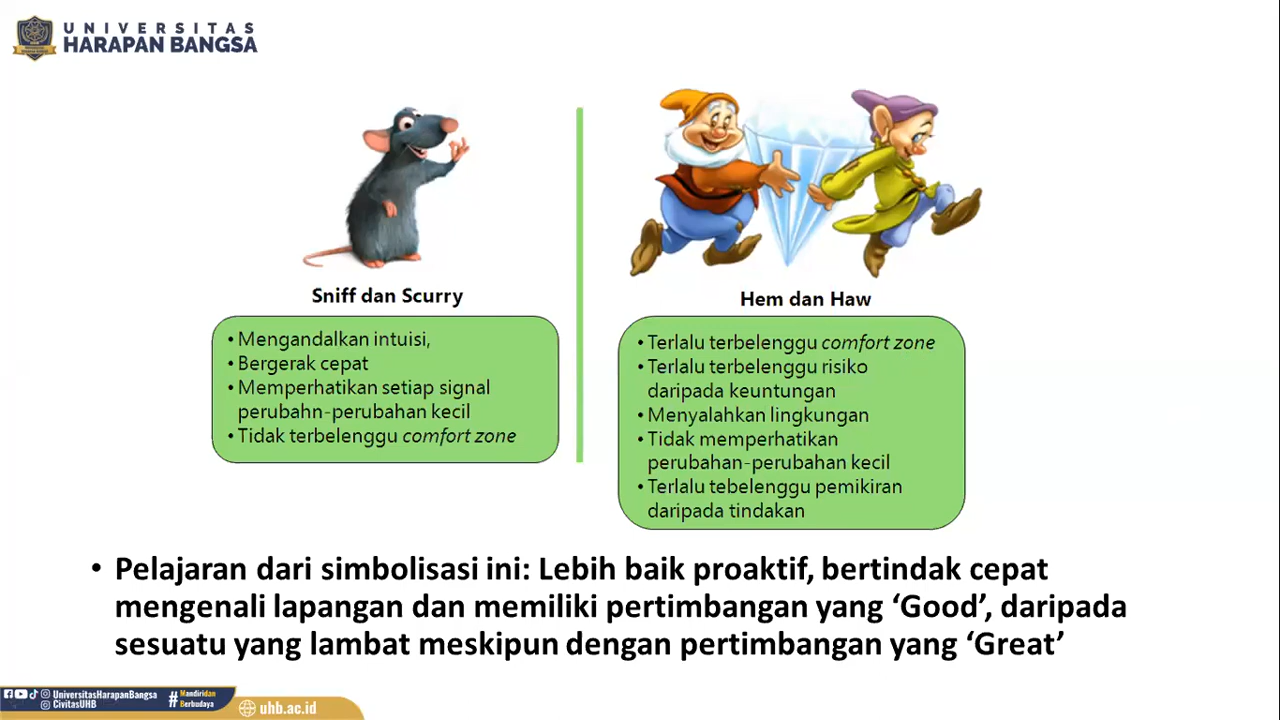 UNIVERSITAS
HARAPAN BANGSA
Sniff dan Scurry
• Mengandalkan intuisi,
• Bergerak cepat
• Memperhatikan setiap signal
perubahn-perubahan kecil
• Tidak terbelenggu comfort zone
Hem dan Haw
• Terlalu terbelenggu comfort zone
• Terlalu terbelenggu risiko
daripada keuntungan
• Menyalahkan lingkungan
• Tidak memperhatikan
perubahan-perubahan kecil
• Terlalu tebelenggu pemikiran
daripada tindakan
• Pelajaran dari simbolisasi ini: Lebih baik proaktif, bertindak cepat
mengenali lapangan dan memiliki pertimbangan yang ‘Good’, daripada
sesuatu yang lambat meskipun dengan pertimbangan yang ‘Great’
UniversitasHarapanBangsa
CivitasUHB
# Mandiridan
Berbudaya
uhb.ac.id